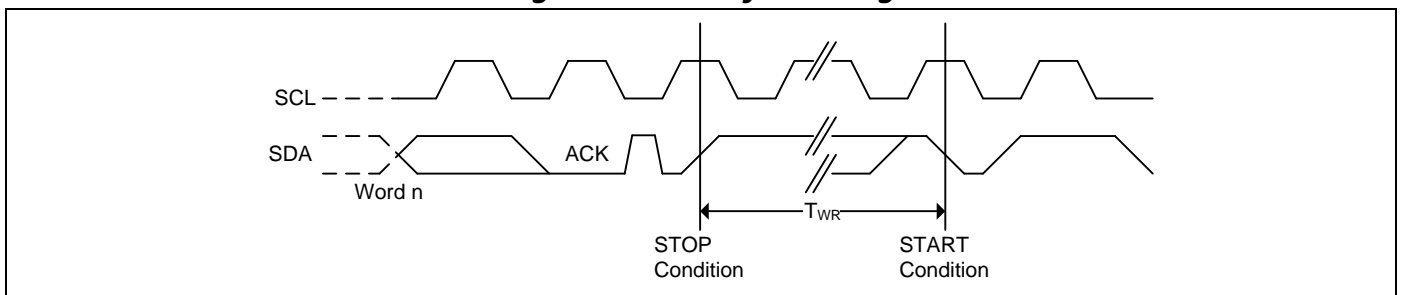 SCL
SDA
ACK
Word n
TWR
STOP
Condition
START
Condition